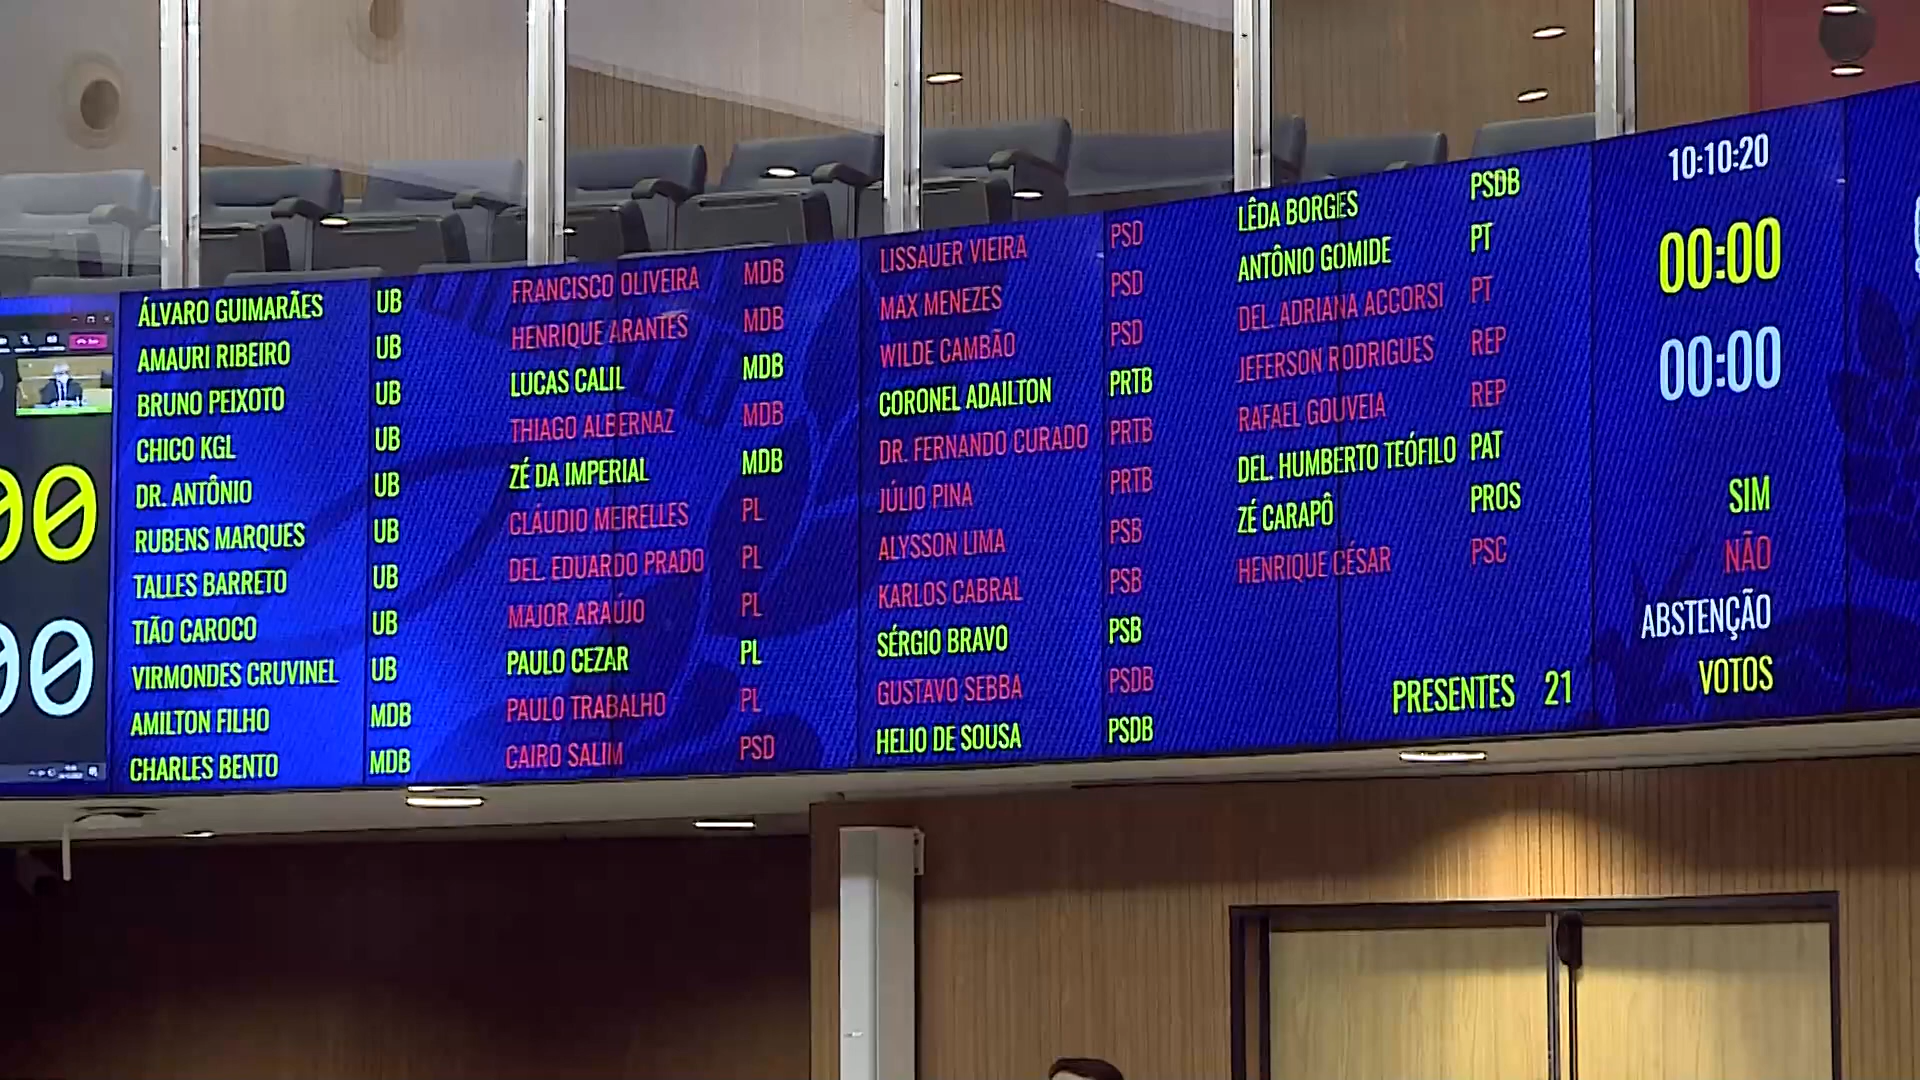 ÁLVARO GUIMARÃES UB
AMAURI RIBEIRO UB
BRUNO PEIXOTO UB
CHICO KGL UB
DR. ANTÔNIO UB
RUBENS MARQUES UB
TALLES BARRETO UB
TIÃO CAROCO UB
VIRMONDES CRUVINEL UB
AMILTON FILHO MDB
CHARLES BENTO MDB
FRANCISCO OLIVEIRA MDB
HENRIQUE ARANTES MDB
LUCAS CALIL MDB
THIAGO ALBERNAZ MDB
ZÉ DA IMPERIAL MDB
CLÁUDIO MEIRELLES PL
DEL. EDUARDO PRADO PL
MAJOR ARAÚJO PL
PAULO CEZAR PL
PAULO TRABALHO PL
CAIRO SALIM PSD
LISSAUER VIEIRA PSD
MAX MENEZES PSD
WILDE CAMBÃO PSD
CORONEL ADAILTON PRTB
DR. FERNANDO CURADO PRTB
JÚLIO PINA PRTB
ALYSSON LIMA PSB
KARLOS CABRAL PSB
SÉRGIO BRAVO PSB
GUSTAVO SEBBA PSDB
HELIO DE SOUSA PSDB
LÊDA BORGES PSDB
ANTÔNIO GOMIDE PT
DEL. ADRIANA ACCORSI PT
JEFERSON RODRIGUES REP
RAFAEL GOUVEIA REP
DEL. HUMBERTO TEÓFILO PAT
ZÉ CARAPÔ PROS
HENRIQUE CÉSAR PSC
PRESENTES 21
10:10:20
00:00
00:00
SIM
NÃO
ABSTENÇÃO
VOTOS
00
00